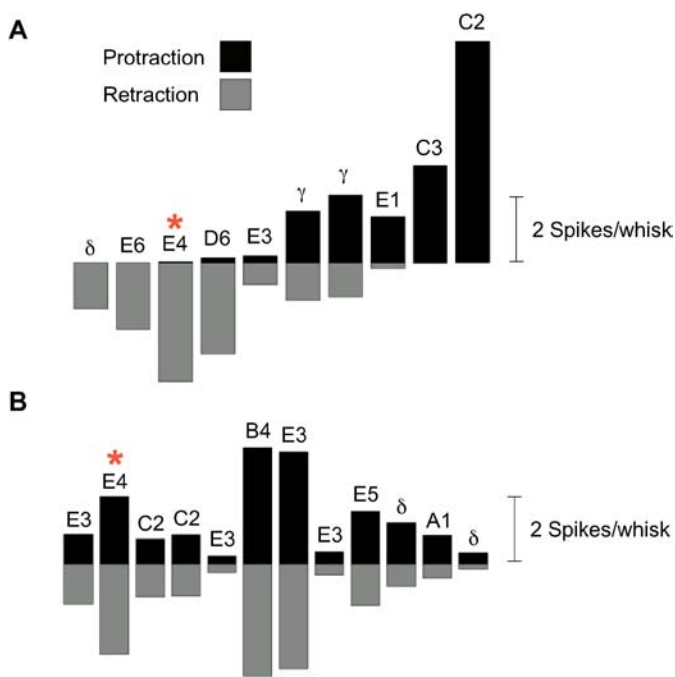 A
C2
Protraction
Retraction
C3
γ
γ
E1
*
δ
E6
E4
D6
E3
2 Spikes/whisk
B
B4
E3
*
E4
E5
E3
C2
C2
δ
A1
E3
E3
δ
2 Spikes/whisk